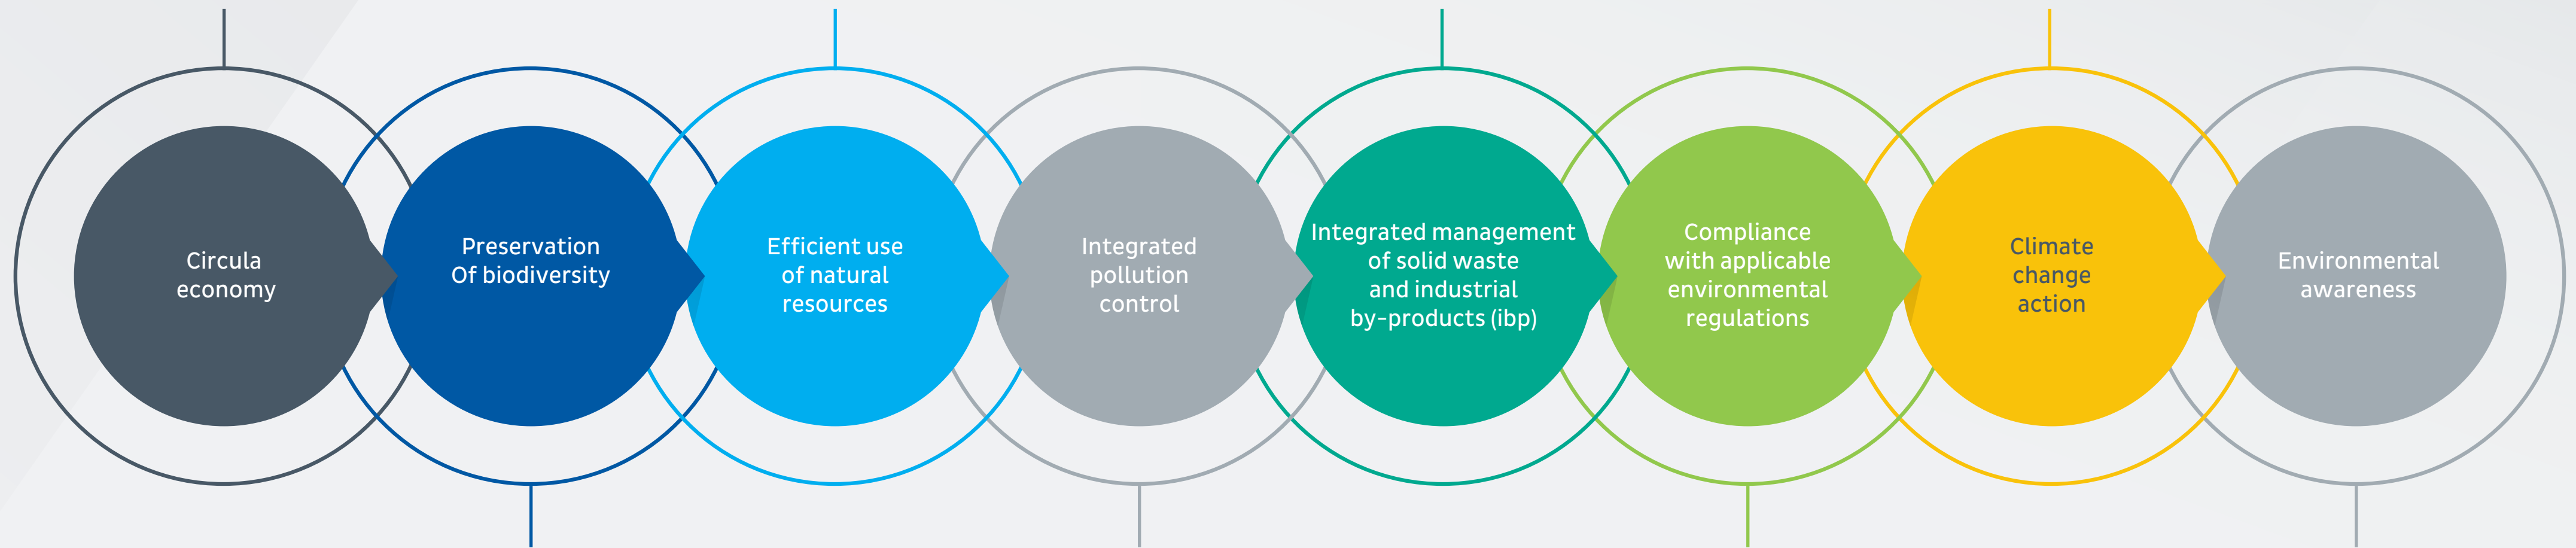 Circula
economy
Preservation
Of biodiversity
Efficient use
of natural
resources
Integrated
pollution
control
Integrated management
of solid waste
and industrial
by-products (ibp)
Compliance
with applicable
environmental
regulations
Climate
change
action
Environmental
awareness